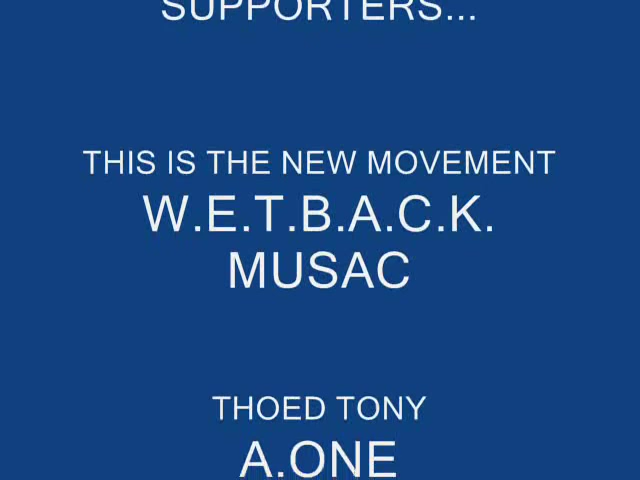 SUPPORTERS...
THIS IS THE NEW MOVEMENT
W.E.T.B.A.C.K.
MUSAC
THOED TONY
A.ONE